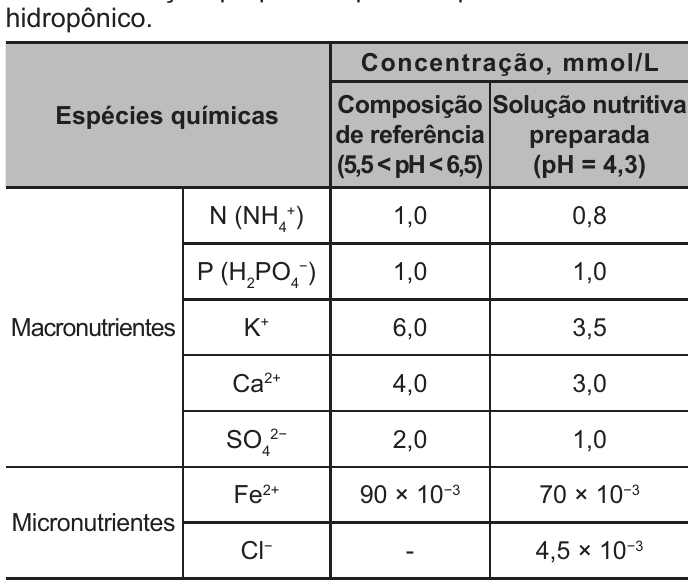 hidropônico.
Espécies químicas
Concentração, mmol/L
Composição de referência (5,5 < pH < 6,5)
Solução nutritiva preparada (pH = 4,3)
Macronutrientes
N (NH₄⁺) 1,0 0,8
P (H₂PO₄⁻) 1,0 1,0
K⁺ 6,0 3,5
Ca²⁺ 4,0 3,0
SO₄²⁻ 2,0 1,0
Micronutrientes
Fe²⁺ 90 × 10⁻³ 70 × 10⁻³
Cl⁻ - 4,5 × 10⁻³